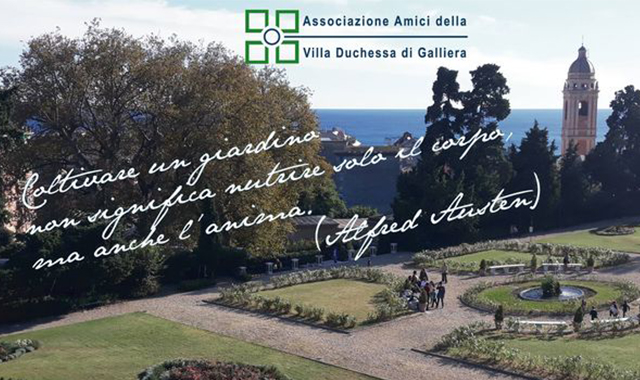 Associazione Amici della
Villa Duchessa di Galliera
Coltivare un giardino
non significa nutrire solo il corpo,
ma anche l'anima.
(Alfred Austen)